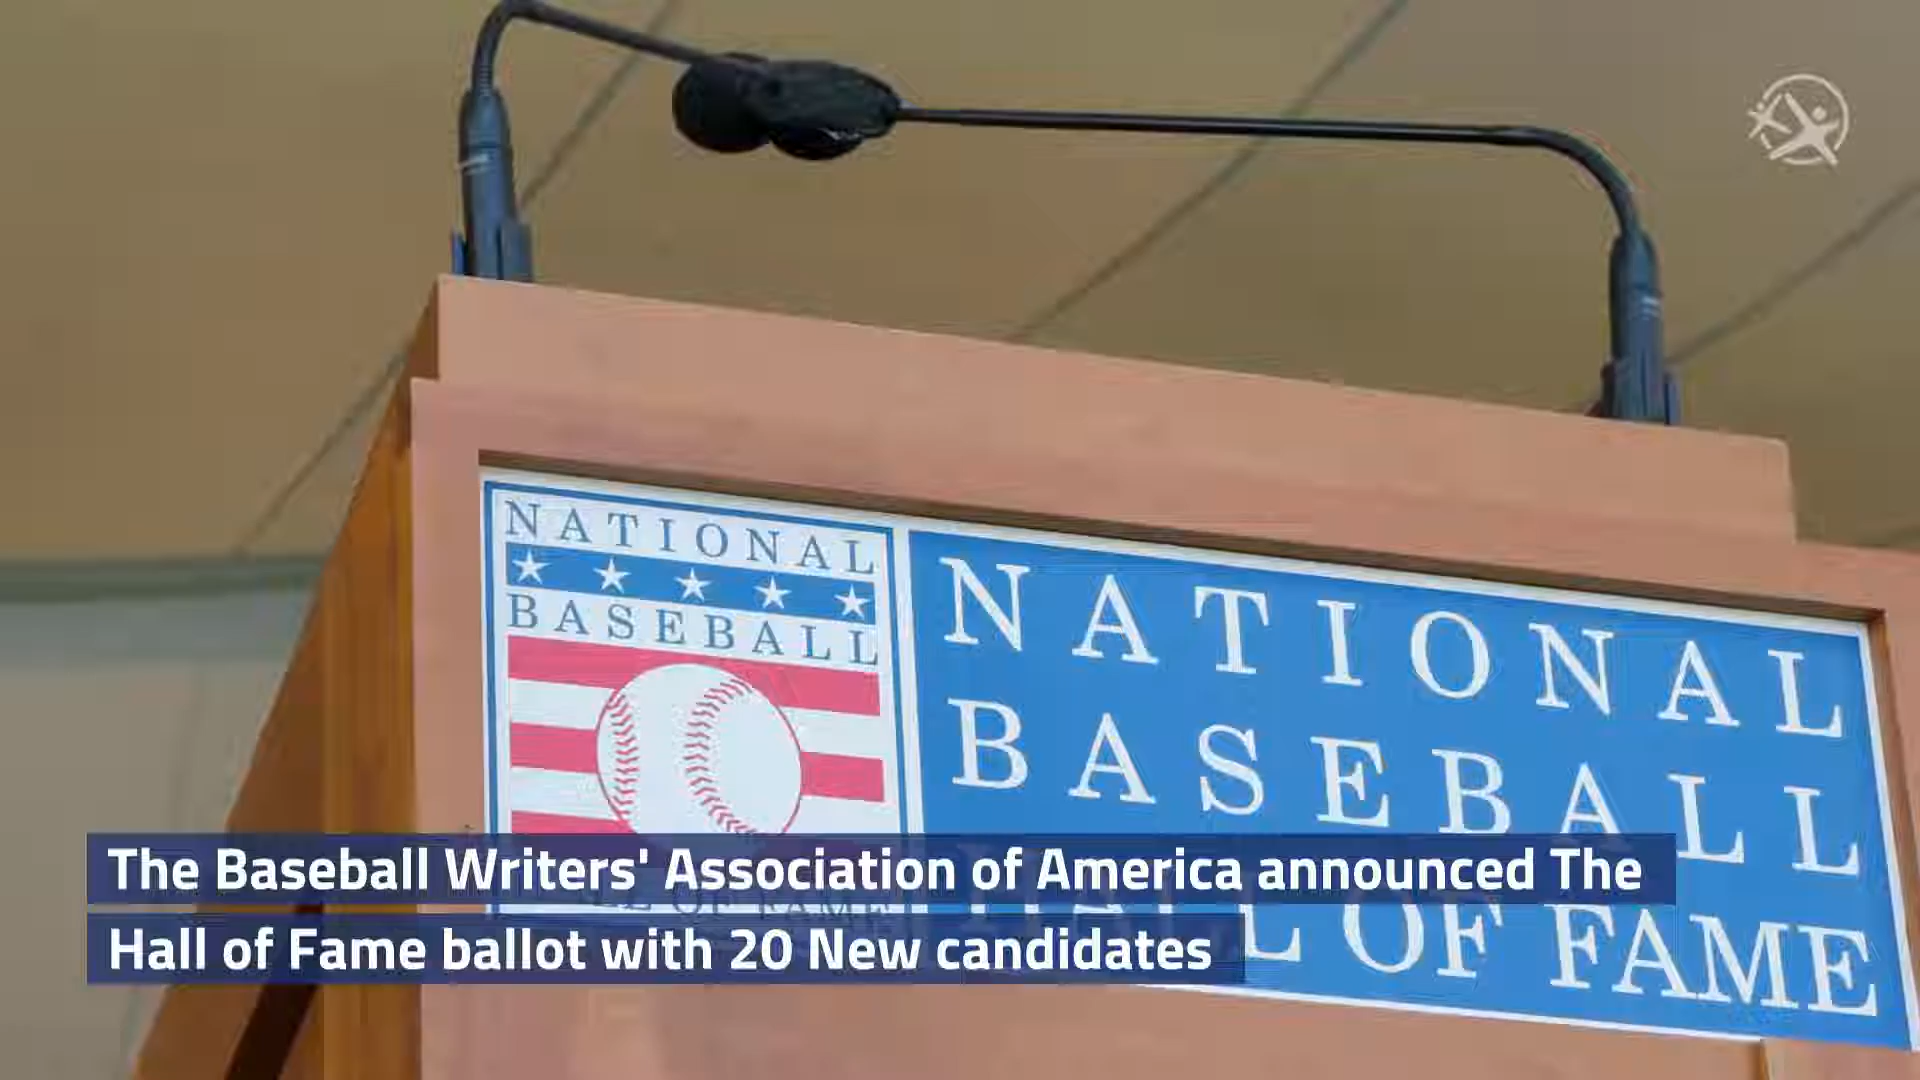 NATIONAL
BASEBALL
NATIONAL
BASEBALL
HALL OF FAME
The Baseball Writers' Association of America announced The
Hall of Fame ballot with 20 New candidates